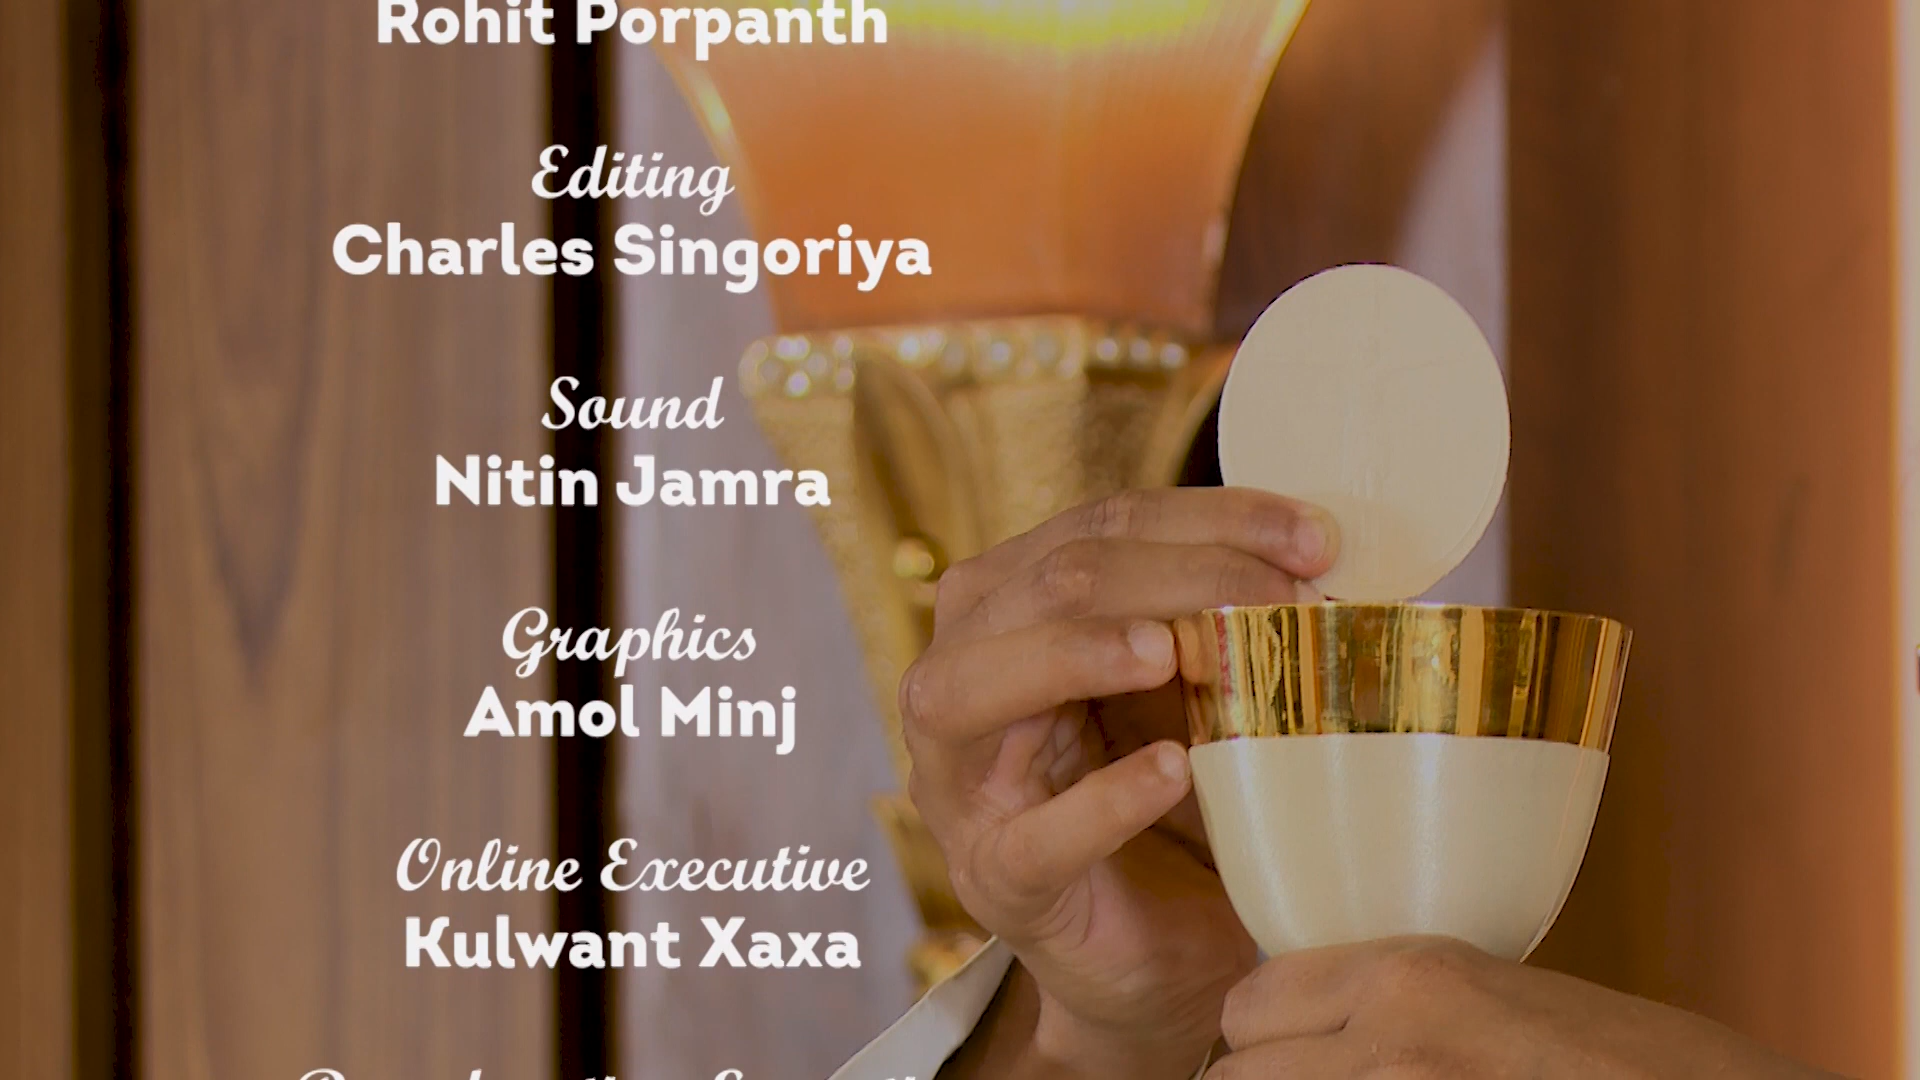 Rohit Porpanth
Editing
Charles Singoriya
Sound
Nitin Jamra
Graphics
Amol Minj
Online Executive
Kulwant Xaxa